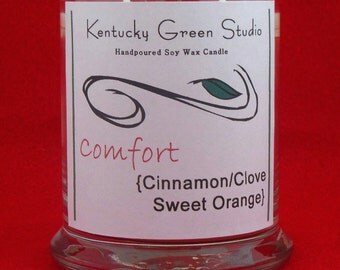 Kentucky Green Studio
Handpoured Soy Wax Candle
comfort
{Cinnamon/Clove
Sweet Orange}